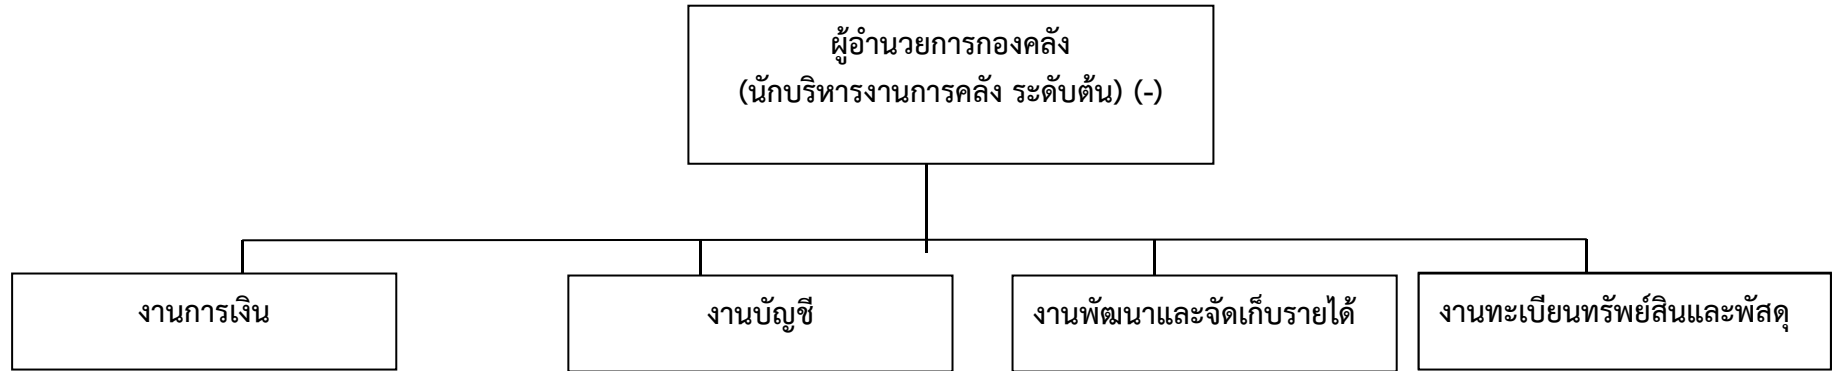 ผู้อำนวยการกองคลัง
(นักบริหารงานการคลัง ระดับต้น) (-)
งานการเงิน
งานบัญชี
งานพัฒนาและจัดเก็บรายได้
งานทะเบียนทรัพย์สินและพัสดุ